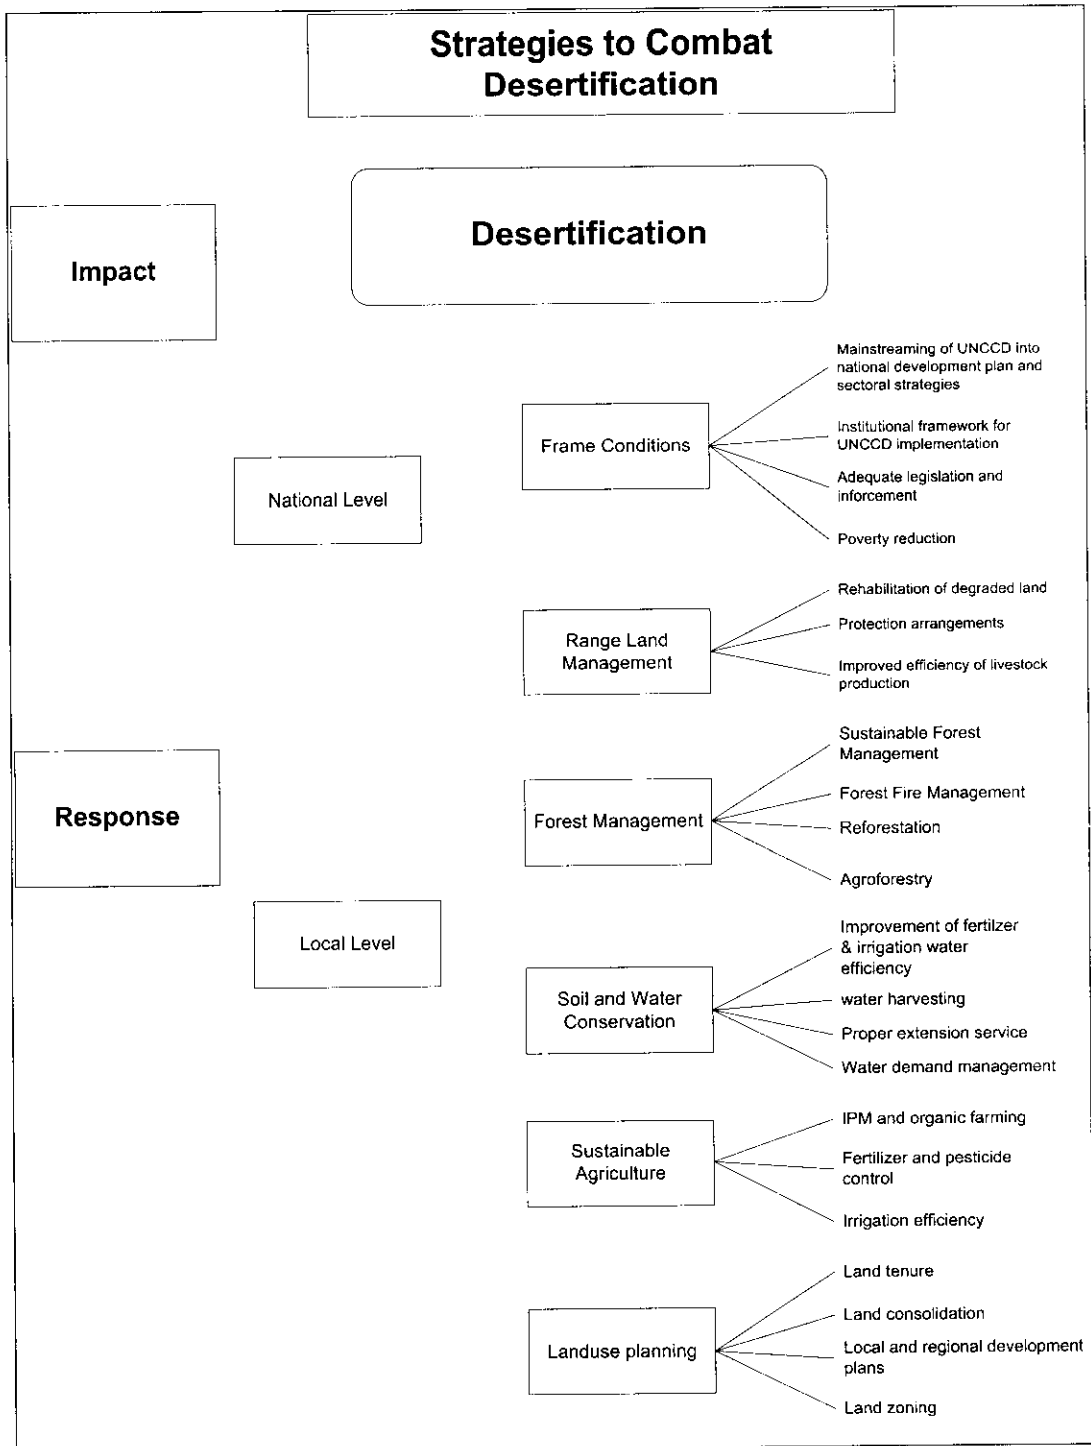 Strategies to Combat
Desertification
Desertification
Impact
Mainstreaming of UNCCD into
national development plan and
sectoral strategies
Frame Conditions
Institutional framework for
UNCCD implementation
National Level
Adequate legislation and
inforcement
Poverty reduction
Rehabilitation of degraded land
Range Land
Management
Protection arrangements
Improved efficiency of livestock
production
Response
Sustainable Forest
Management
Forest Management
Forest Fire Management
Reforestation
Agroforestry
Local Level
Improvement of fertilzer
& irrigation water
efficiency
Soil and Water
Conservation
water harvesting
Proper extension service
Water demand management
IPM and organic farming
Sustainable
Agriculture
Fertilizer and pesticide
control
Irrigation efficiency
Land tenure
Landuse planning
Land consolidation
Local and regional development
plans
Land zoning